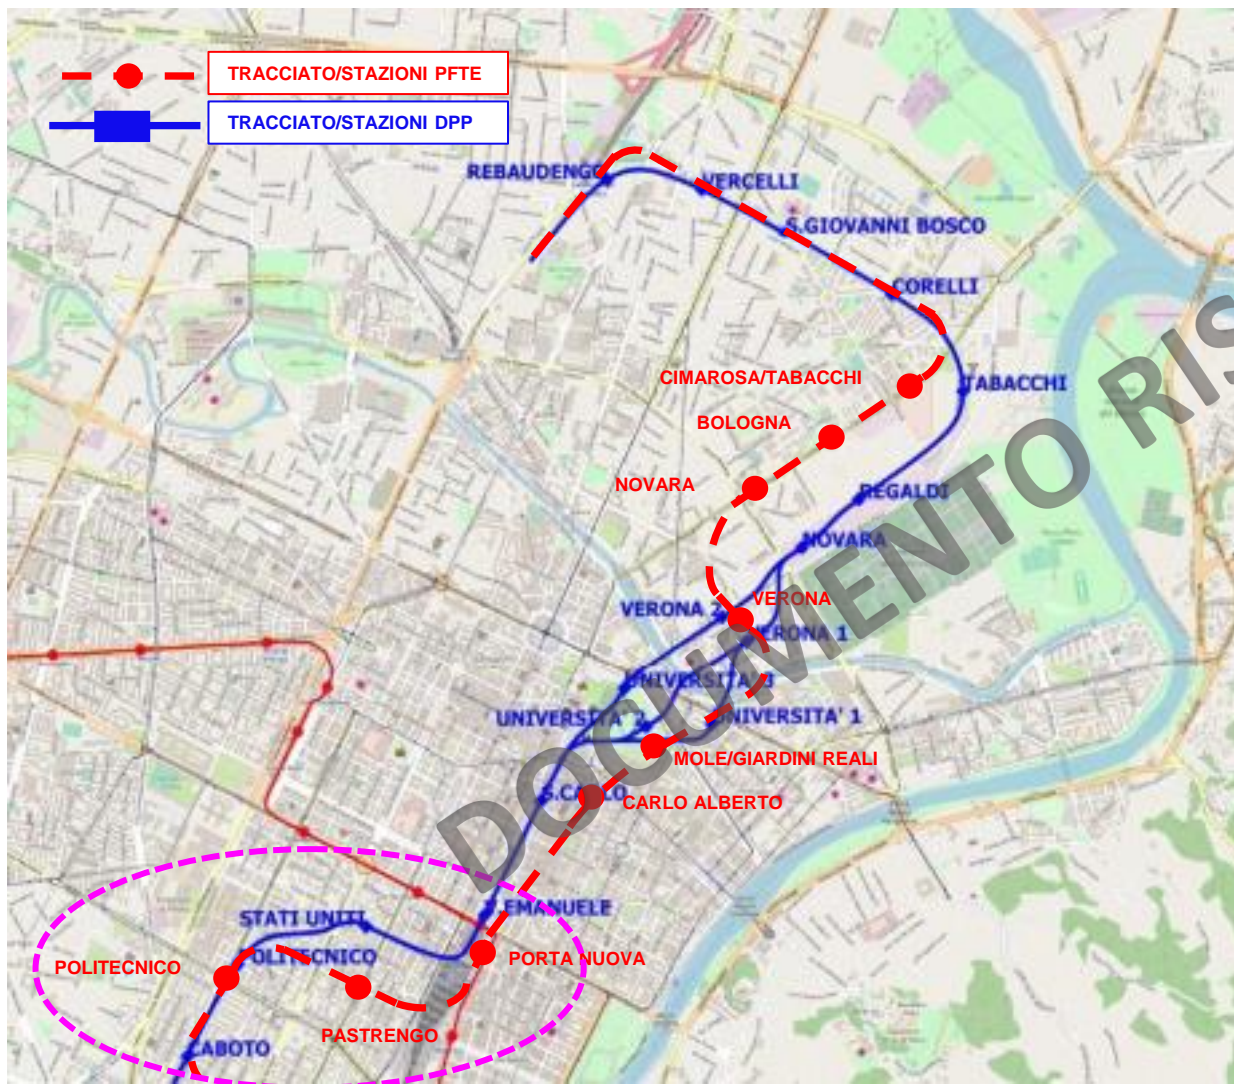 TRACCIATO/STAZIONI PFTE
TRACCIATO/STAZIONI DPP
REBAUDENGO
VERCELLI
S.GIOVANNI BOSCO
CORELLI
CIMAROSA/TABACCHI
TABACCHI
BOLOGNA
NOVARA
REGALDI
NOVARA
VERONA
VERONA 2
VERONA 1
UNIVERSITA' 3
UNIVERSITA' 2
UNIVERSITA' 1
MOLE/GIARDINI REALI
S.CARLO
CARLO ALBERTO
DOCUMENTO RIS
V.EMANUELE
STATI UNITI
POLITECNICO
POLITECNICO
PORTA NUOVA
PASTRENGO
CABOTO